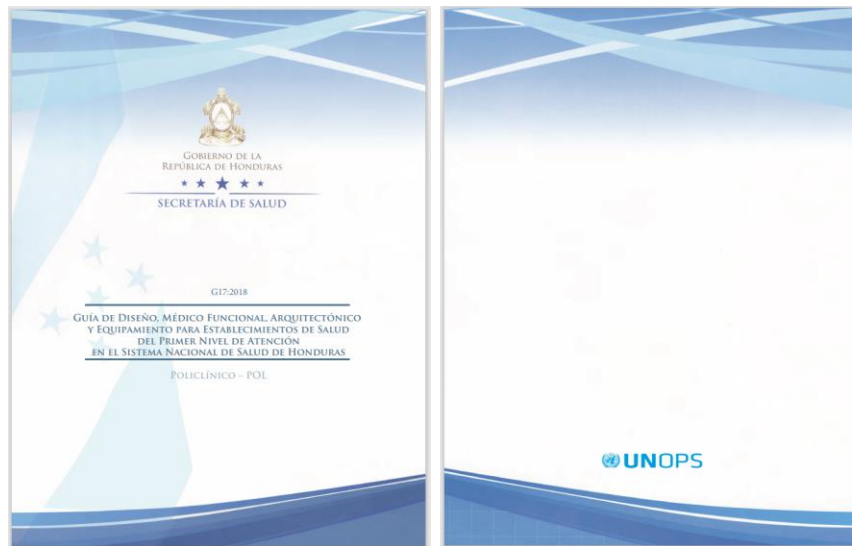 GOBIERNO DE LA
REPÚBLICA DE HONDURAS
SECRETARÍA DE SALUD
G17:2018
GUÍA DE DISEÑO, MÉDICO FUNCIONAL, ARQUITECTÓNICO
Y EQUIPAMIENTO PARA ESTABLECIMIENTOS DE SALUD
DEL PRIMER NIVEL DE ATENCIÓN
EN EL SISTEMA NACIONAL DE SALUD DE HONDURAS
POLICLÍNICO – POL
UNOPS